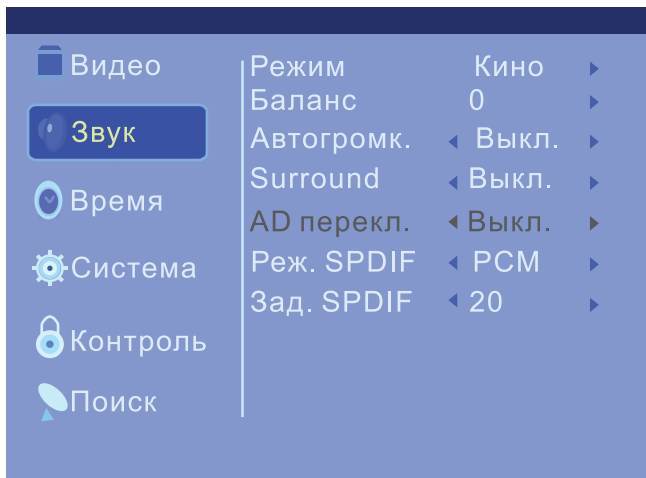 Видео
Звук
Время
Система
Контроль
Поиск
Режим Кино
Баланс 0
Автогромк. Выкл.
Surround Выкл.
AD перекл. Выкл.
Реж. SPDIF PCM
Зад. SPDIF 20